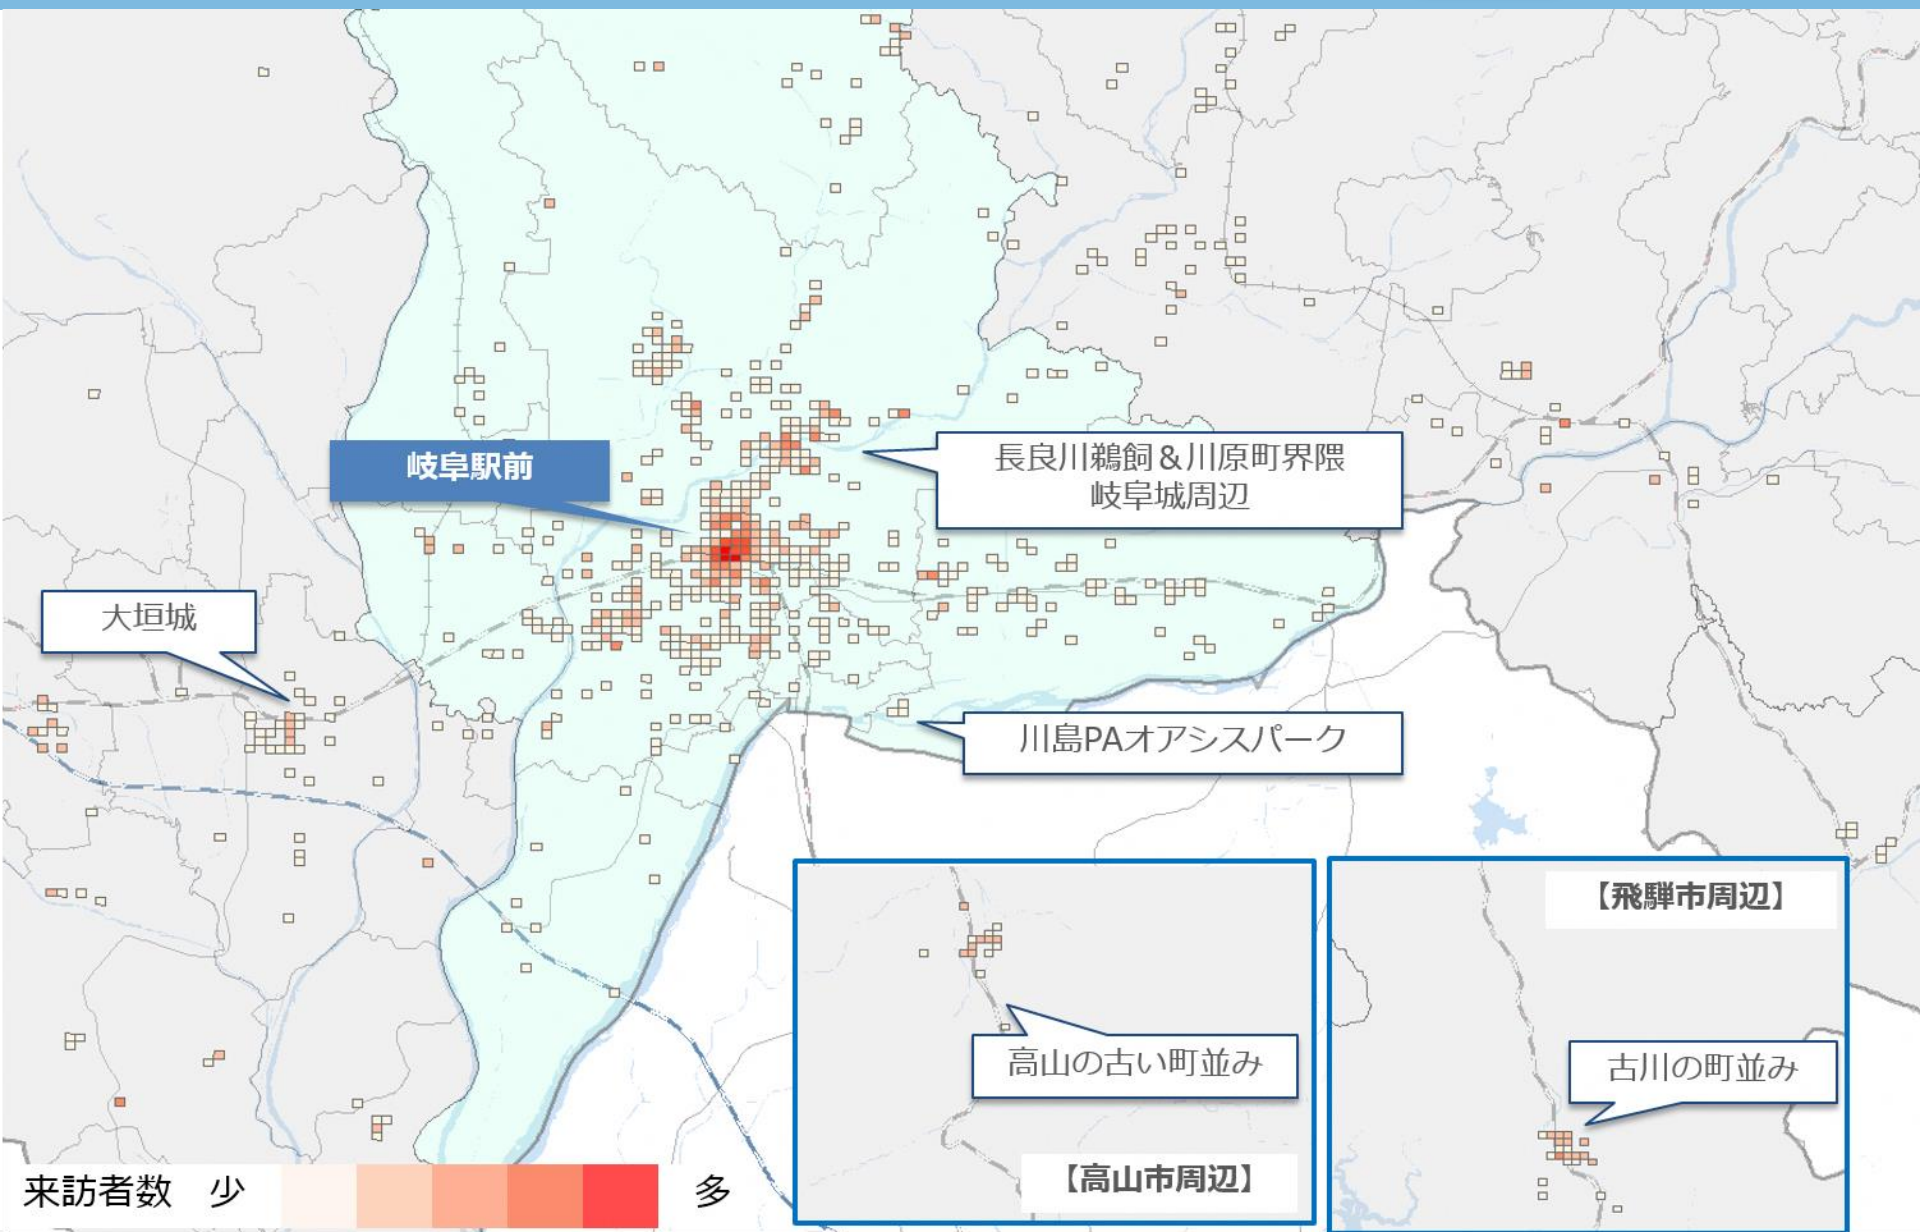 岐阜駅前
長良川鵜飼＆川原町界隈
岐阜城周辺
大垣城
川島PAオアシスパーク
【飛騨市周辺】
高山の古い町並み
古川の町並み
【高山市周辺】
来訪者数 少 多